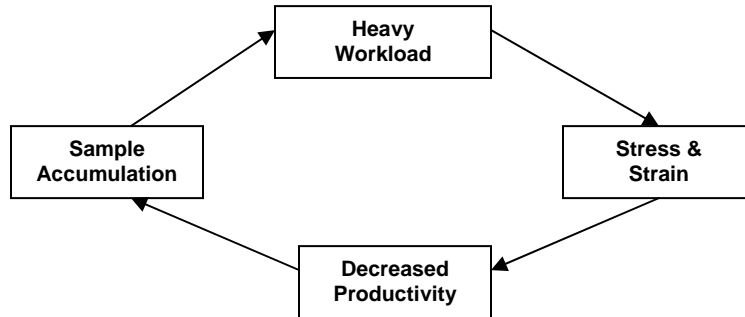 Heavy
Workload
Sample
Accumulation
Stress &
Strain
Decreased
Productivity